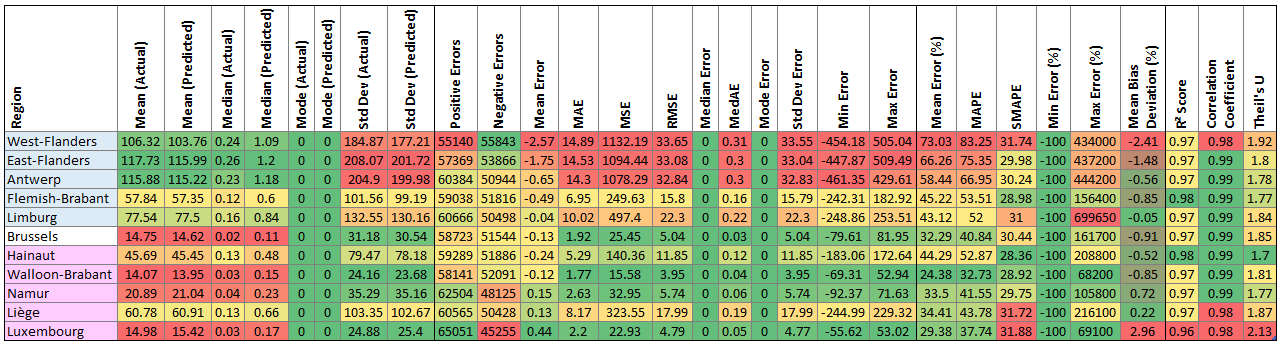 Region Mean (Actual) Mean (Predicted) Median (Actual) Median (Predicted) Mode (Actual) Mode (Predicted) Std Dev (Actual) Std Dev (Predicted) Positive Errors Negative Errors Mean Error MAE MSE RMSE Median Error MedAE Mode Error Std Dev Error Min Error Max Error Mean Error (%) MAPE SMAPE Min Error (%) Max Error (%) Mean Bias Deviation (%) R² Score Correlation Coefficient Theil's U
West-Flanders 106.32 103.76 0.24 1.09 0 0 184.87 177.21 55140 55843 -2.57 14.89 1132.19 33.65 0 0.31 0 33.55 -454.18 505.04 73.03 83.25 31.74 -100 434000 -2.41 0.97 0.98 1.92
East-Flanders 117.73 115.99 0.26 1.2 0 0 208.07 201.72 57369 53866 -1.75 14.53 1094.44 33.08 0 0.3 0 33.04 -447.87 509.49 66.26 75.35 29.98 -100 437200 -1.48 0.97 0.99 1.8
Antwerp 115.88 115.22 0.23 1.18 0 0 204.9 199.98 60384 50944 -0.65 14.3 1078.29 32.84 0 0.3 0 32.83 -461.35 429.61 58.44 66.95 30.24 -100 444200 -0.56 0.97 0.99 1.78
Flemish-Brabant 57.84 57.35 0.12 0.6 0 0 101.56 99.19 59038 51816 -0.49 6.95 249.63 15.8 0 0.16 0 15.79 -242.31 182.92 45.22 53.51 28.98 -100 156400 -0.85 0.98 0.99 1.77
Limburg 77.54 77.5 0.16 0.84 0 0 132.55 130.16 60666 50498 -0.04 10.02 497.4 22.3 0 0.22 0 22.3 -248.86 253.51 43.12 52 31 -100 699650 -0.05 0.97 0.99 1.84
Brussels 14.75 14.62 0.02 0.11 0 0 31.18 30.54 58723 51544 -0.13 1.92 25.45 5.04 0 0.03 0 5.04 -79.61 81.95 32.29 40.84 30.44 -100 161700 -0.91 0.97 0.99 1.85
Hainaut 45.69 45.45 0.13 0.48 0 0 79.47 78.18 59289 51886 -0.24 5.29 140.36 11.85 0 0.12 0 11.85 -183.06 172.64 44.29 52.87 28.36 -100 208800 -0.52 0.98 0.99 1.7
Walloon-Brabant 14.07 13.95 0.03 0.15 0 0 24.16 23.68 58141 52091 -0.12 1.77 15.58 3.95 0 0.04 0 3.95 -69.31 52.94 24.38 32.73 28.92 -100 68200 -0.85 0.97 0.99 1.81
Namur 20.89 21.04 0.04 0.23 0 0 35.29 35.16 62504 48125 0.15 2.63 32.95 5.74 0 0.06 0 5.74 -92.37 71.63 33.5 41.55 29.75 -100 105800 0.72 0.97 0.99 1.77
Liège 60.78 60.91 0.13 0.66 0 0 103.35 102.67 60565 50428 0.13 8.17 323.55 17.99 0 0.19 0 17.99 -244.99 229.32 34.41 43.78 31.72 -100 216100 0.22 0.97 0.98 1.87
Luxembourg 14.98 15.42 0.03 0.17 0 0 24.88 25.4 65051 45255 0.44 2.2 22.93 4.79 0 0.05 0 4.77 -55.62 53.02 29.38 37.74 31.88 -100 69100 2.96 0.96 0.98 2.13